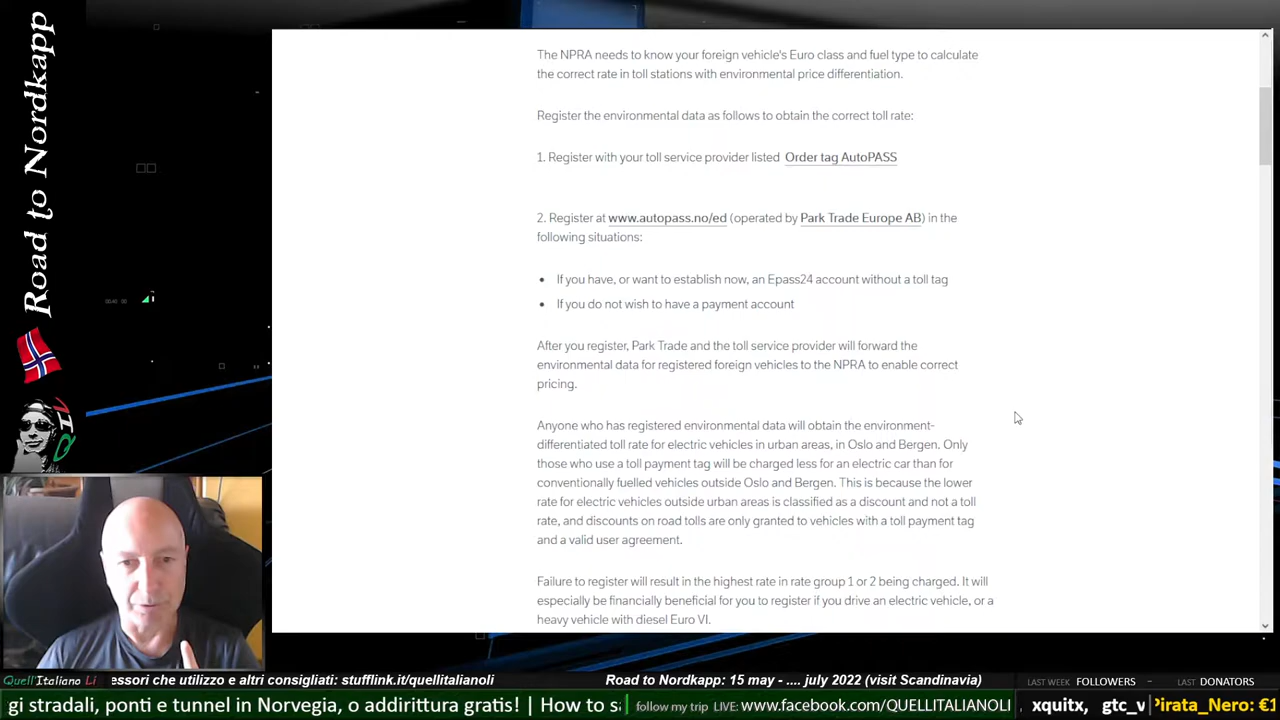 Road to Nordkapp
QIL
The NPRA needs to know your foreign vehicle's Euro class and fuel type to calculate
the correct rate in toll stations with environmental price differentiation.
Register the environmental data as follows to obtain the correct toll rate:
1. Register with your toll service provider listed Order tag AutoPASS
2. Register at www.autopass.no/ed (operated by Park Trade Europe AB) in the
following situations:
• If you have, or want to establish now, an Epass24 account without a toll tag
• If you do not wish to have a payment account
After you register, Park Trade and the toll service provider will forward the
environmental data for registered foreign vehicles to the NPRA to enable correct
pricing.
Anyone who has registered environmental data will obtain the environment-
differentiated toll rate for electric vehicles in urban areas, in Oslo and Bergen. Only
those who use a toll payment tag will be charged less for an electric car than for
conventionally fuelled vehicles outside Oslo and Bergen. This is because the lower
rate for electric vehicles outside urban areas is classified as a discount and not a toll
rate, and discounts on road tolls are only granted to vehicles with a toll payment tag
and a valid user agreement.
Failure to register will result in the highest rate in rate group 1 or 2 being charged. It will
especially be financially beneficial for you to register if you drive an electric vehicle, or a
heavy vehicle with diesel Euro VI.
Quell'Italiano Li
essori che utilizzo e altri consigliati: stufflink.it/quellitalianoli
Road to Nordkapp: 15 may - .... july 2022 (visit Scandinavia)
LAST WEEK FOLLOWERS - LAST DONATORS
gi stradali, ponti e tunnel in Norvegia, o addirittura gratis! | How to sa
follow my trip LIVE: www.facebook.com/QUELLITALIANOLI
xquitx, gtc_v
Pirata_Nero: €1